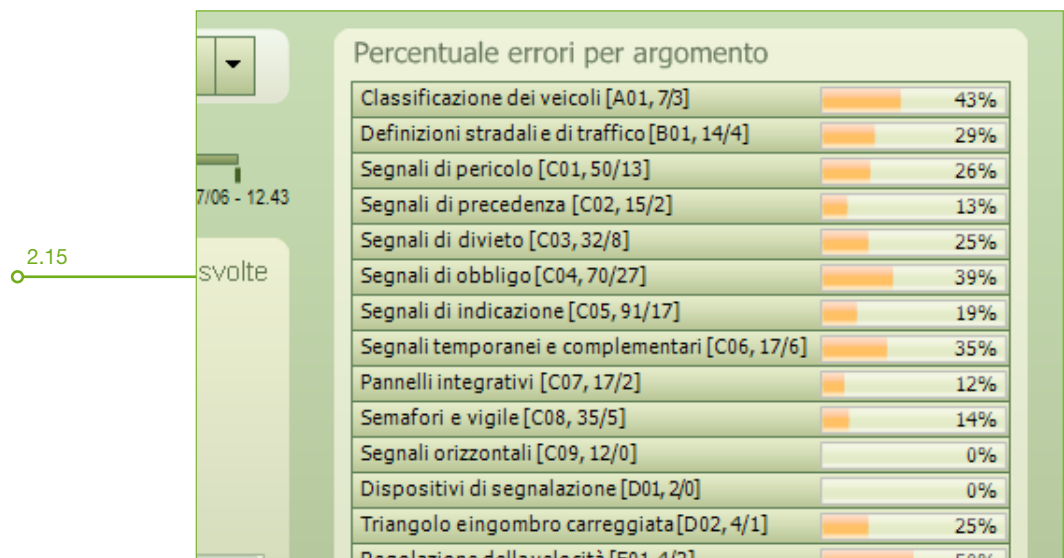 Percentuale errori per argomento
Classificazione dei veicoli [A01, 7/3] 43%
Definizioni stradali e di traffico [B01, 14/4] 29%
Segnali di pericolo [C01, 50/13] 26%
7/06 - 12.43
Segnali di precedenza [C02, 15/2] 13%
Segnali di divieto [C03, 32/8] 25%
2.15
svolte
Segnali di obbligo [C04, 70/27] 39%
Segnali di indicazione [C05, 91/17] 19%
Segnali temporanei e complementari [C06, 17/6] 35%
Pannelli integrativi [C07, 17/2] 12%
Semafori e vigile [C08, 35/5] 14%
Segnali orizzontali [C09, 12/0] 0%
Dispositivi di segnalazione [D01, 2/0] 0%
Triangolo e ingombro carreggiata [D02, 4/1] 25%